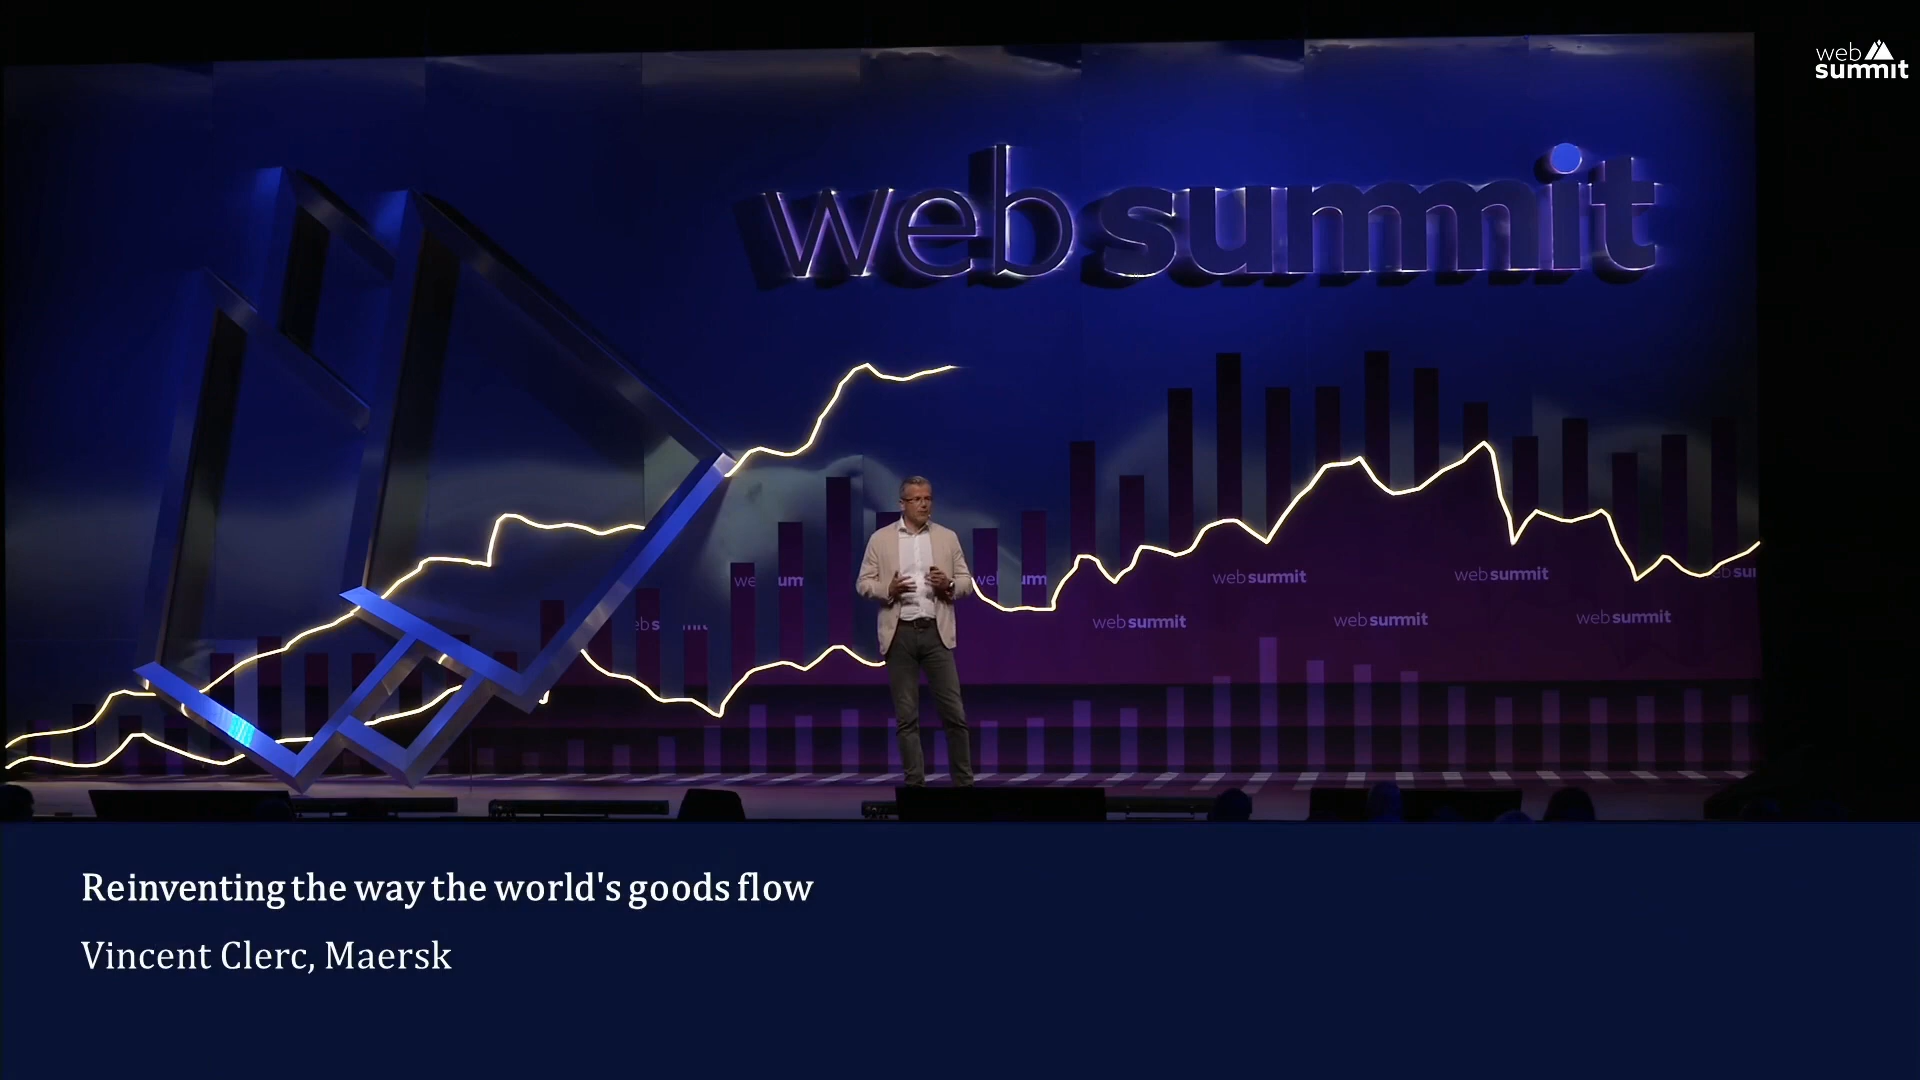 web
summit
web summit
web summit
web summit
web summit
web summit
web summit
Reinventing the way the world's goods flow
Vincent Clerc, Maersk